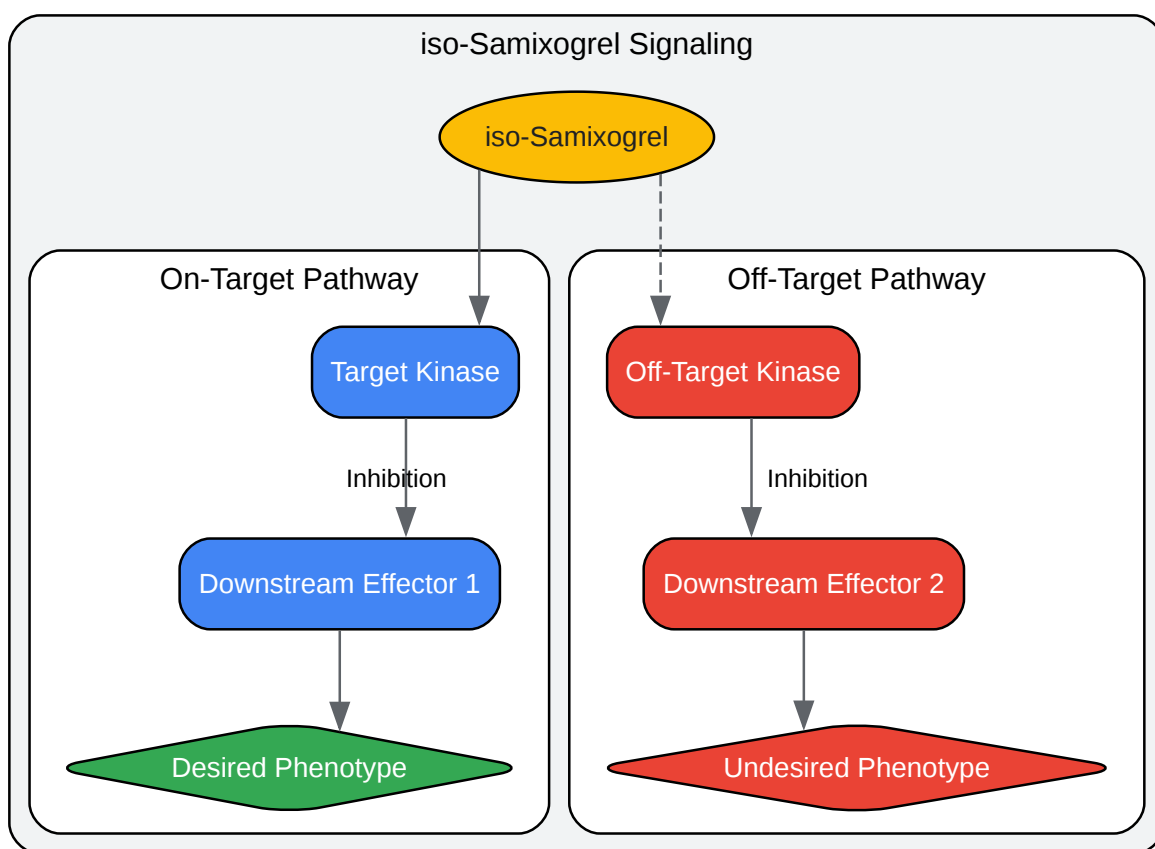 iso-Samixogrel Signaling
iso-Samixogrel
On-Target Pathway
Target Kinase
Inhibition
Downstream Effector 1
Desired Phenotype
Off-Target Pathway
Off-Target Kinase
Inhibition
Downstream Effector 2
Undesired Phenotype